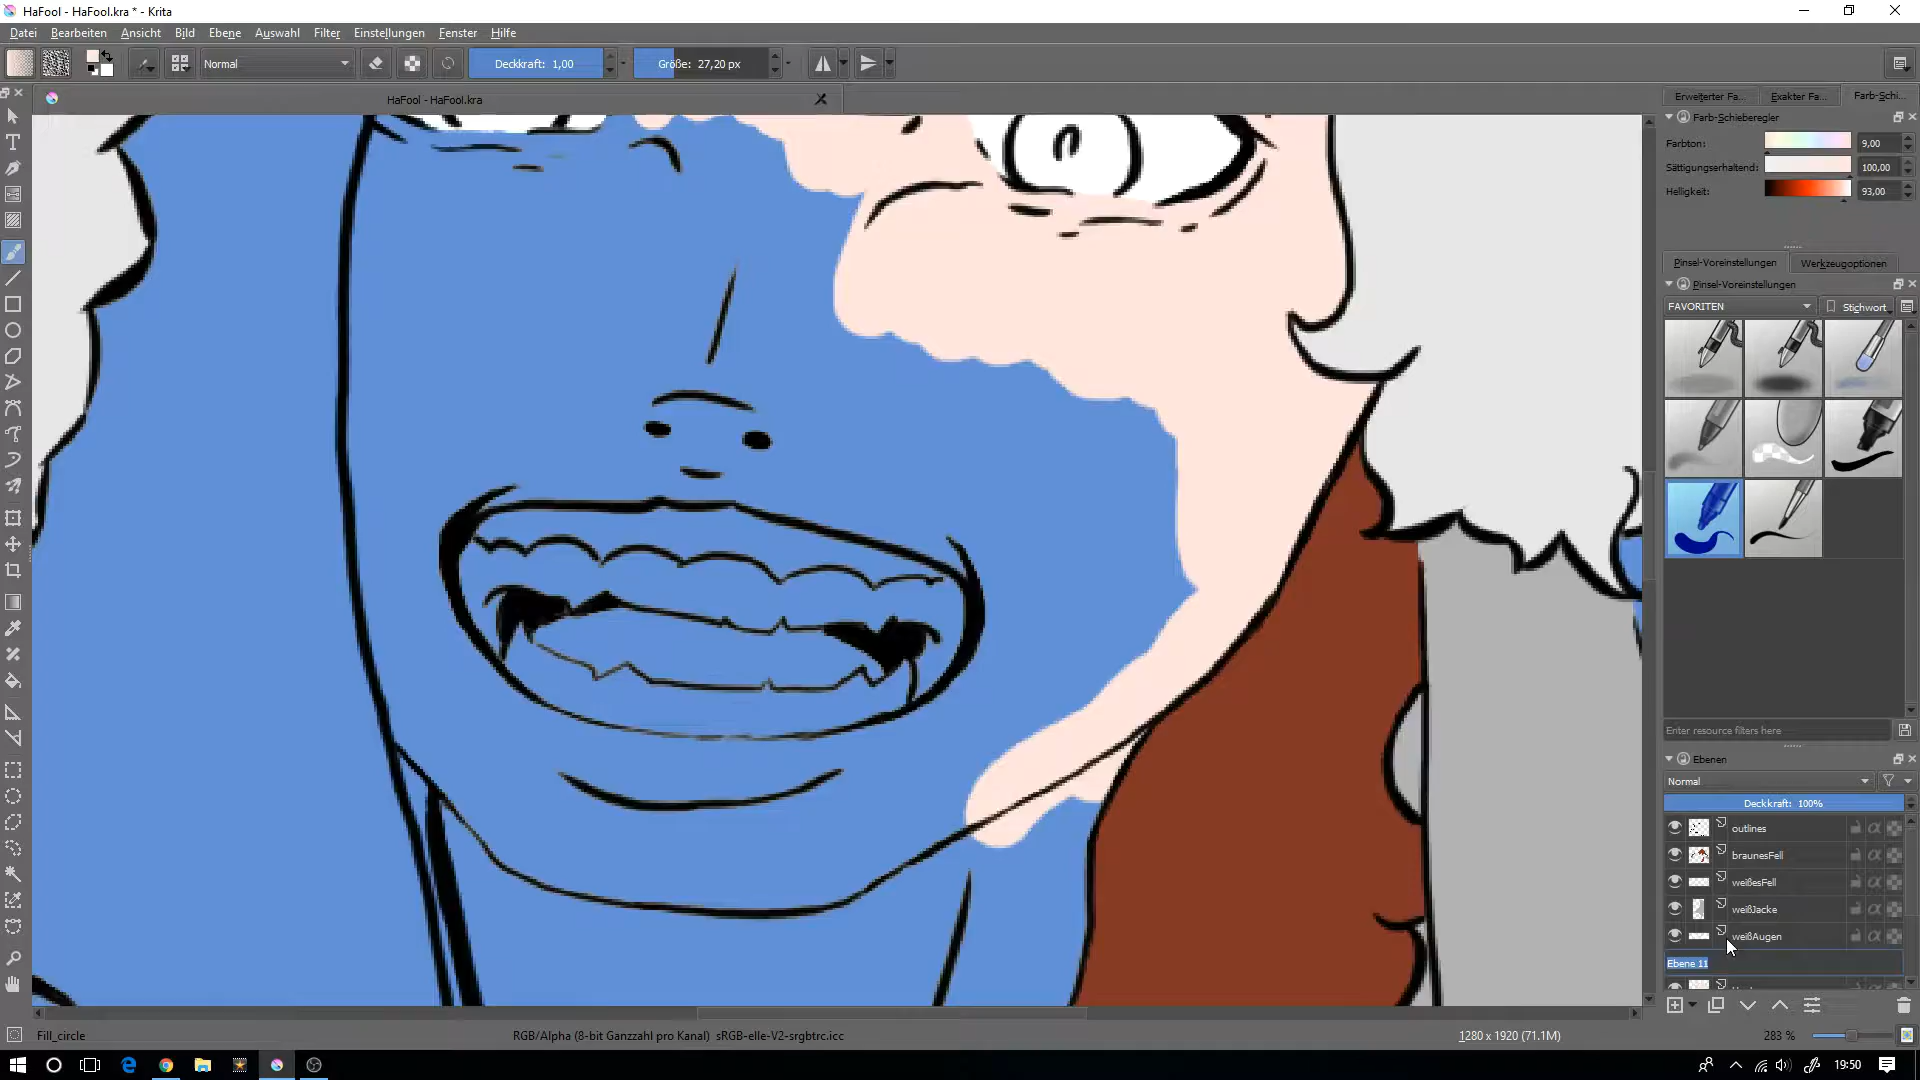 HaFool - HaFool.kra * - Krita
Datei Bearbeiten Ansicht Bild Ebene Auswahl Filter Einstellungen Fenster Hilfe
Normal Deckkraft: 1,00 Größe: 27,20 px
HaFool - HaFool.kra
Erweiterter Fa... Exakter Fa... Farb-Schi...
Farb-Schieberegler
Farbton: 9,00
Sättigungserhaltend: 100,00
Helligkeit: 93,00
Pinsel-Voreinstellungen Werkzeugoptionen
Pinsel-Voreinstellungen
FAVORITEN Stichwort
Enter resource filters here
Ebenen
Normal
Deckkraft: 100%
outlines
braunesFell
weißesFell
weißJacke
weißAugen
Ebene 11
Fill_circle RGB/Alpha (8-bit Ganzzahl pro Kanal) sRGB-elle-V2-srgbtrc.icc 1280 x 1920 (71.1M) 283 %
19:50